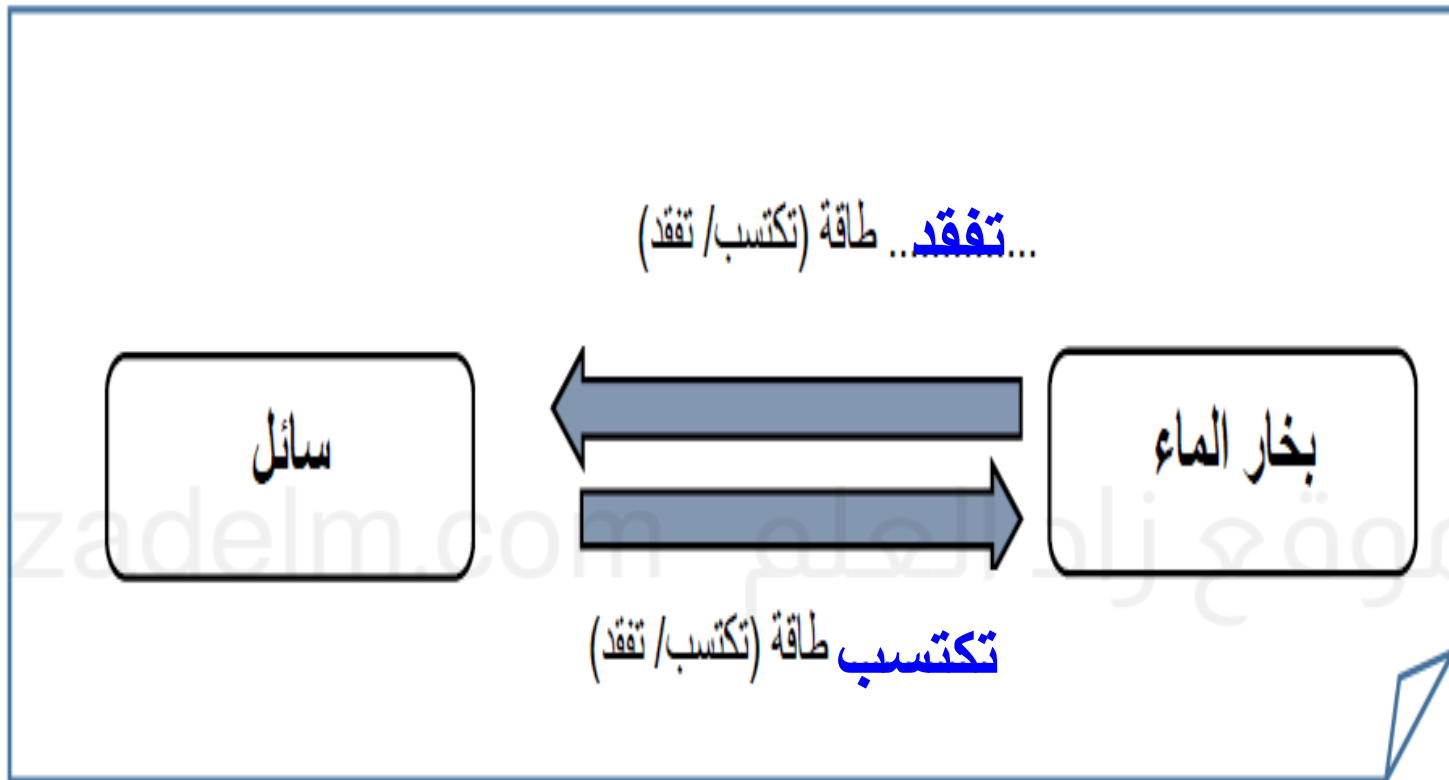 ...تفقد... طاقة (تكتسب/ تفقد)
بخار الماء
سائل
موقع زاد العلم zadelm.com
تكتسب طاقة (تكتسب/ تفقد)